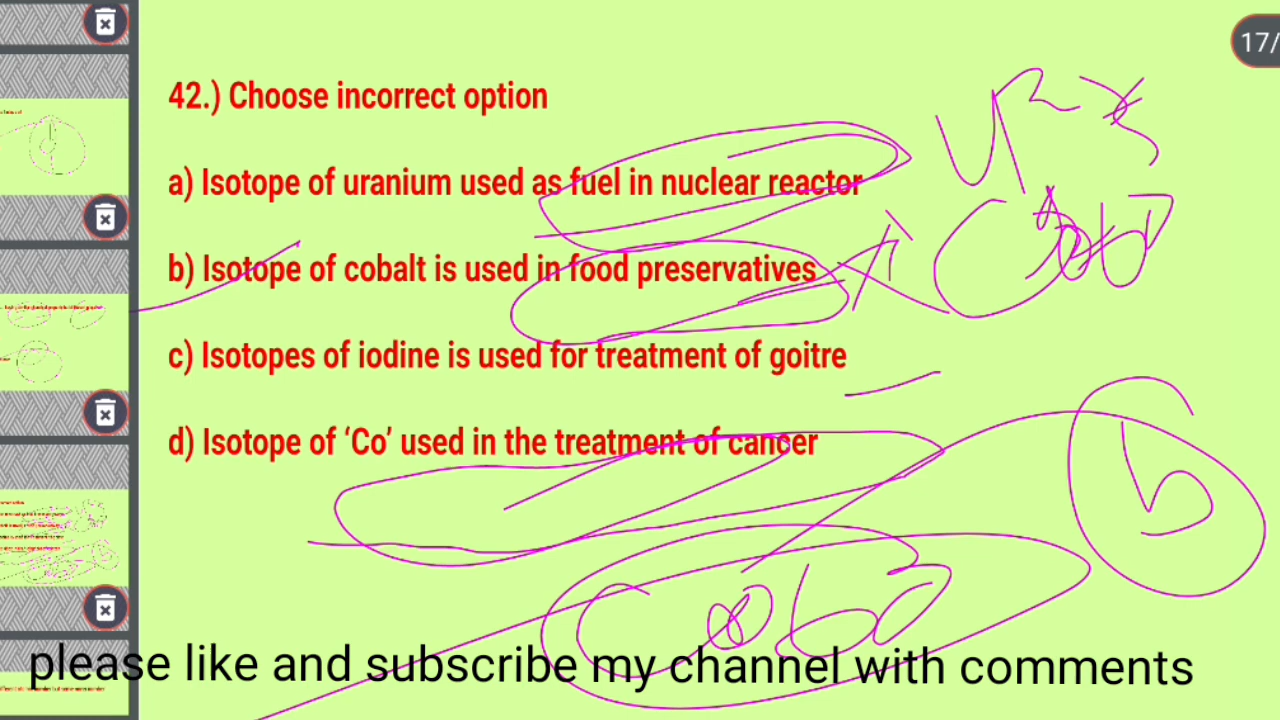 17/
42.) Choose incorrect option
a) Isotope of uranium used as fuel in nuclear reactor
b) Isotope of cobalt is used in food preservatives
c) Isotopes of iodine is used for treatment of goitre
d) Isotope of ‘Co’ used in the treatment of cancer
b
please like and subscribe my channel with comments